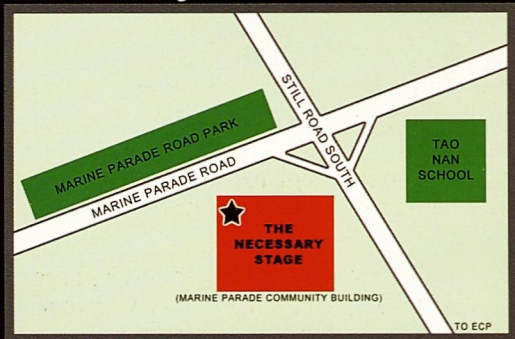 STILL ROAD SOUTH
MARINE PARADE ROAD PARK
MARINE PARADE ROAD
TAO
NAN
SCHOOL
THE
NECESSARY
STAGE
(MARINE PARADE COMMUNITY BUILDING)
TO ECP